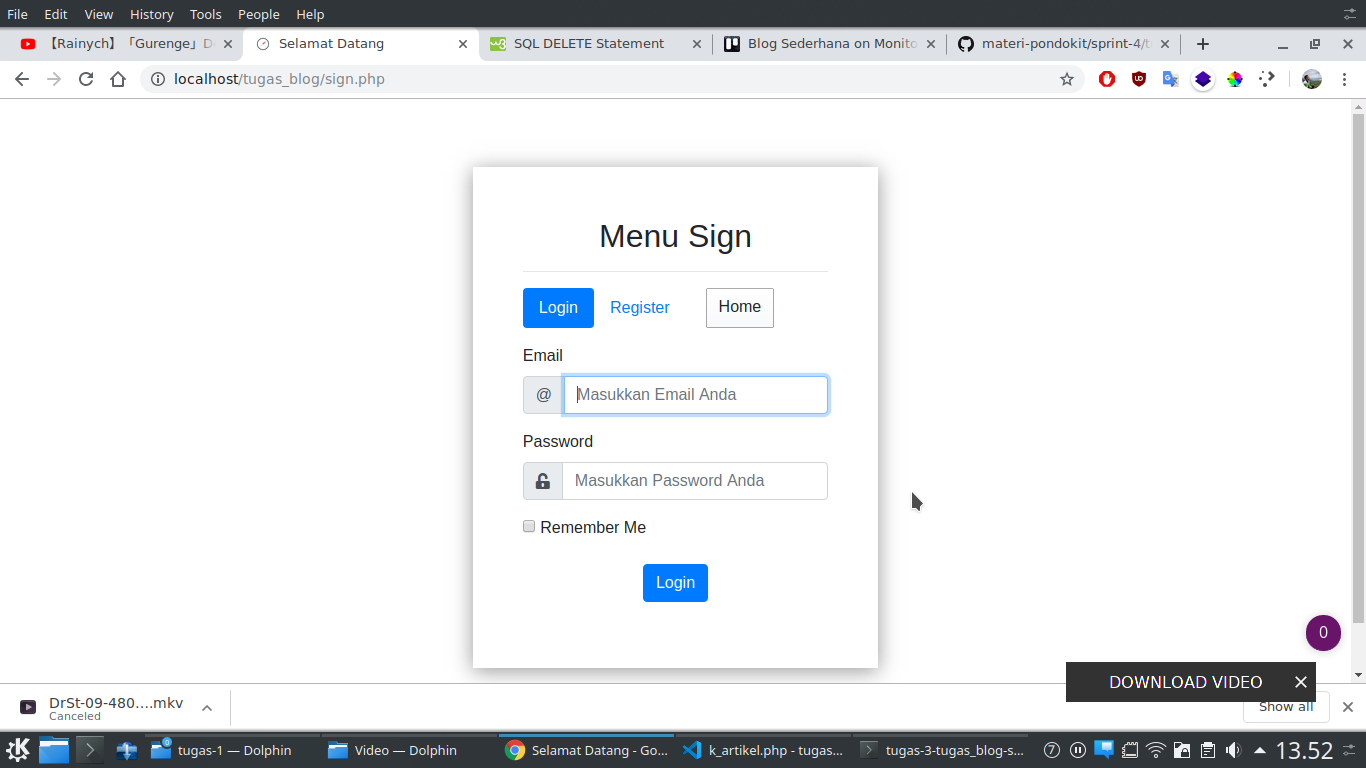 File Edit View History Tools People Help
【Rainych】「Gurenge」D
Selamat Datang
SQL DELETE Statement
Blog Sederhana on Monito
materi-pondokit/sprint-4/t
localhost/tugas_blog/sign.php
Menu Sign
Login Register Home
Email
@ Masukkan Email Anda
Password
Masukkan Password Anda
Remember Me
Login
0
DOWNLOAD VIDEO
DrSt-09-480....mkv
Canceled
Show all
tugas-1 — Dolphin
Video — Dolphin
Selamat Datang - Go...
k_artikel.php - tugas...
tugas-3-tugas_blog-s...
7
13.52